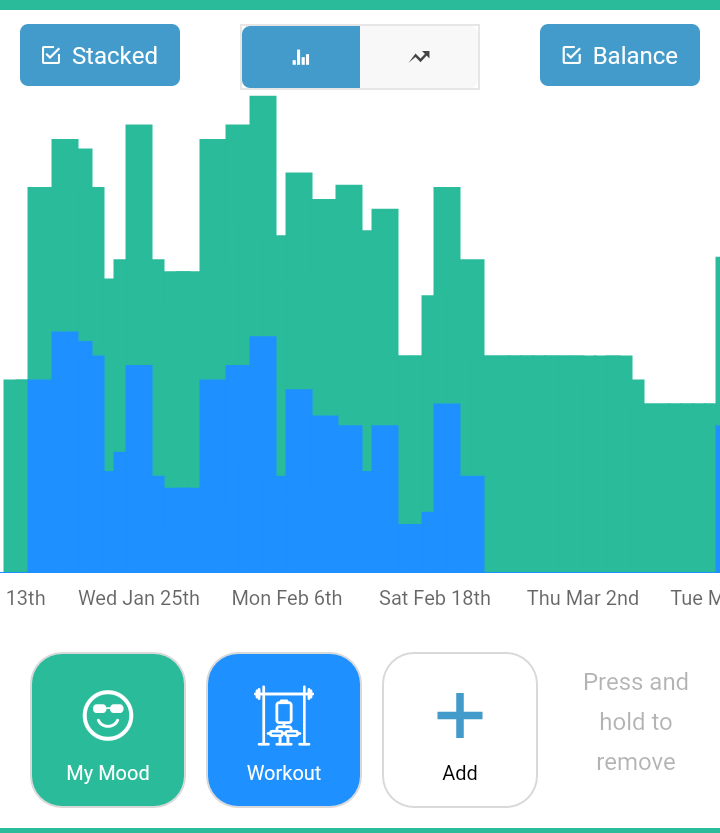 Stacked
Balance
13th
Wed Jan 25th
Mon Feb 6th
Sat Feb 18th
Thu Mar 2nd
Tue M
My Mood
Workout
Add
Press and
hold to
remove